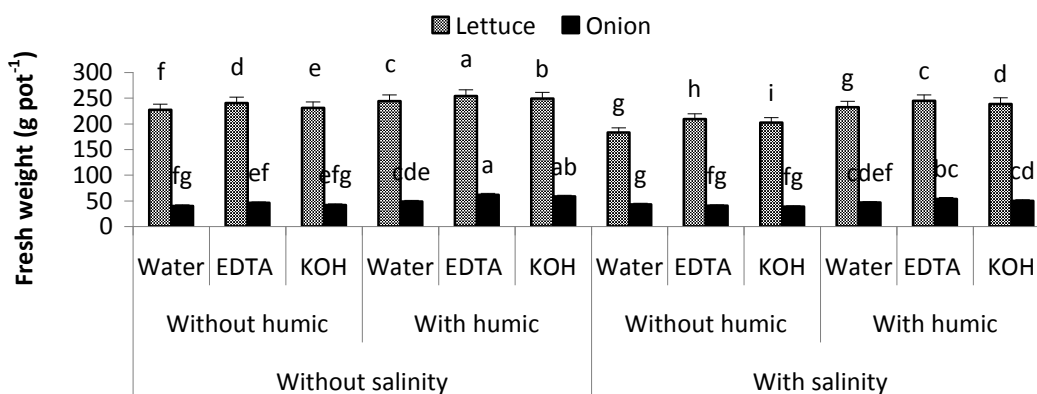 Lettuce Onion
Fresh weight (g pot-1)
300
250
200
150
100
50
0
f d e c a b g h i g c d
fg ef efg cde a ab g fg fg cdef bc cd
Water EDTA KOH Water EDTA KOH Water EDTA KOH Water EDTA KOH
Without humic With humic Without humic With humic
Without salinity With salinity